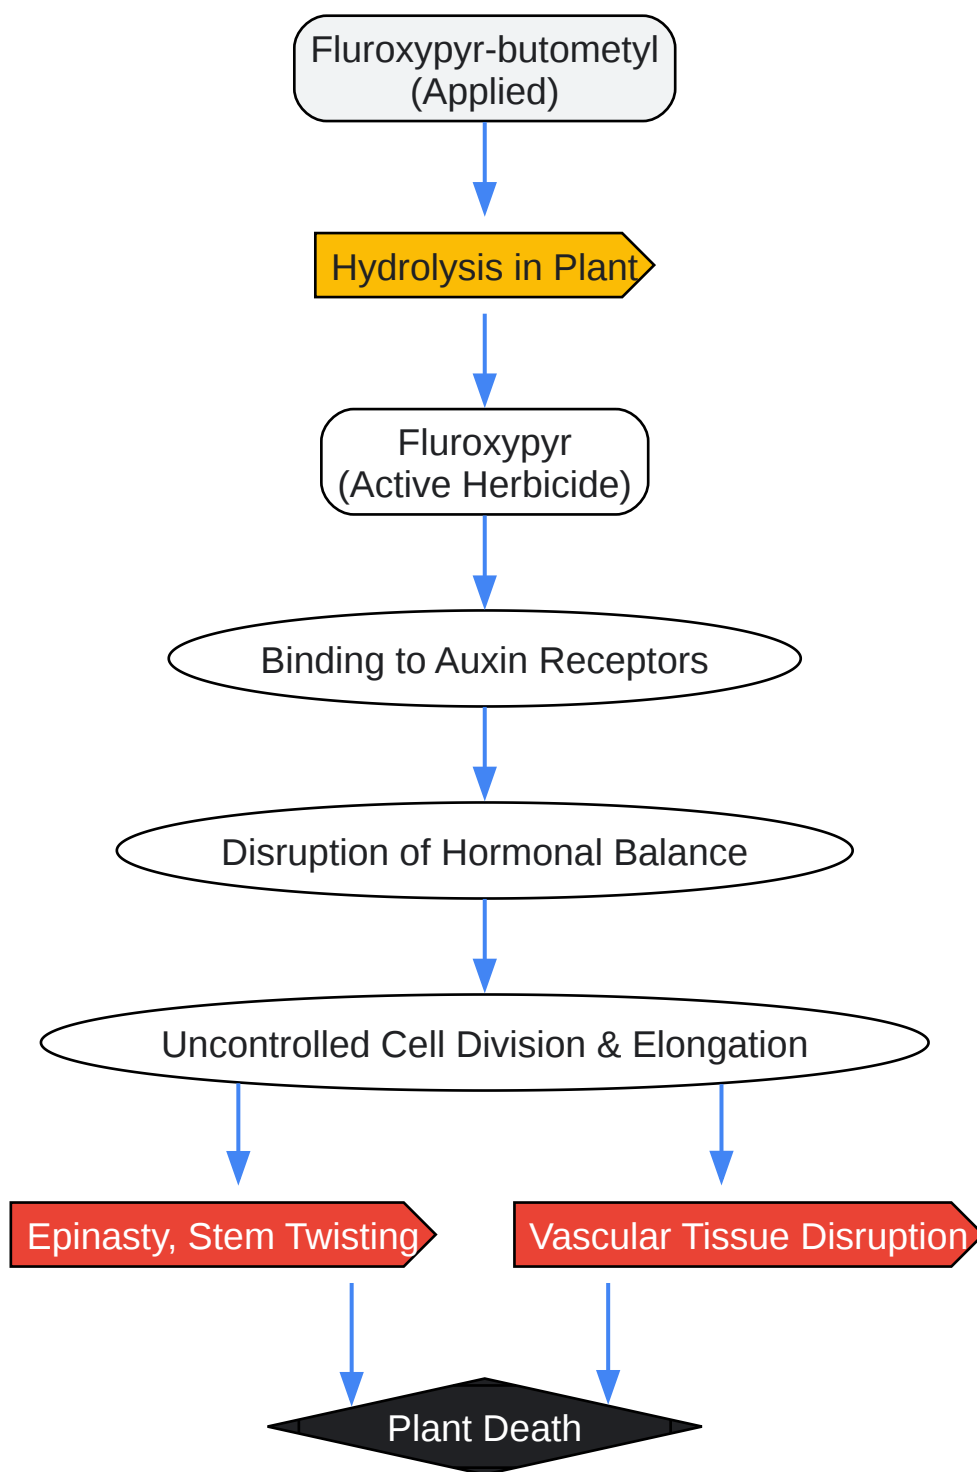 Fluroxypyr-butometyl
(Applied)
Hydrolysis in Plant
Fluroxypyr
(Active Herbicide)
Binding to Auxin Receptors
Disruption of Hormonal Balance
Uncontrolled Cell Division & Elongation
Epinasty, Stem Twisting
Vascular Tissue Disruption
Plant Death